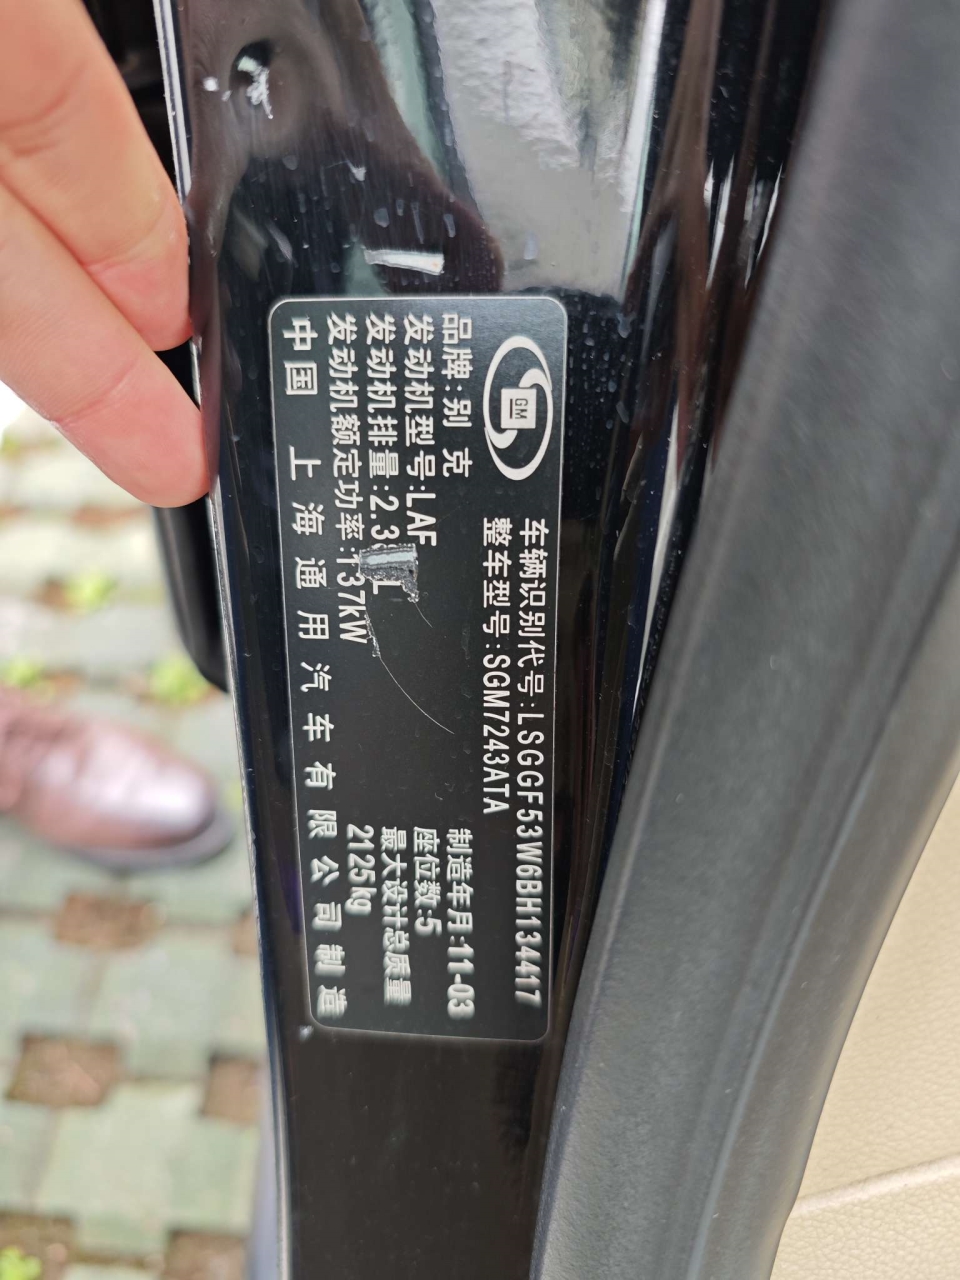 GM
车辆识别代号:LSGGF53W6BH134417
整车型号:SGM7243ATA
品牌:别克
制造年月:11-03
发动机型号:LAF
座位数:5
发动机排量:2.3 L
最大设计总质量
发动机额定功率:137kW
2125kg
中国 上海通用汽车有限公司制造